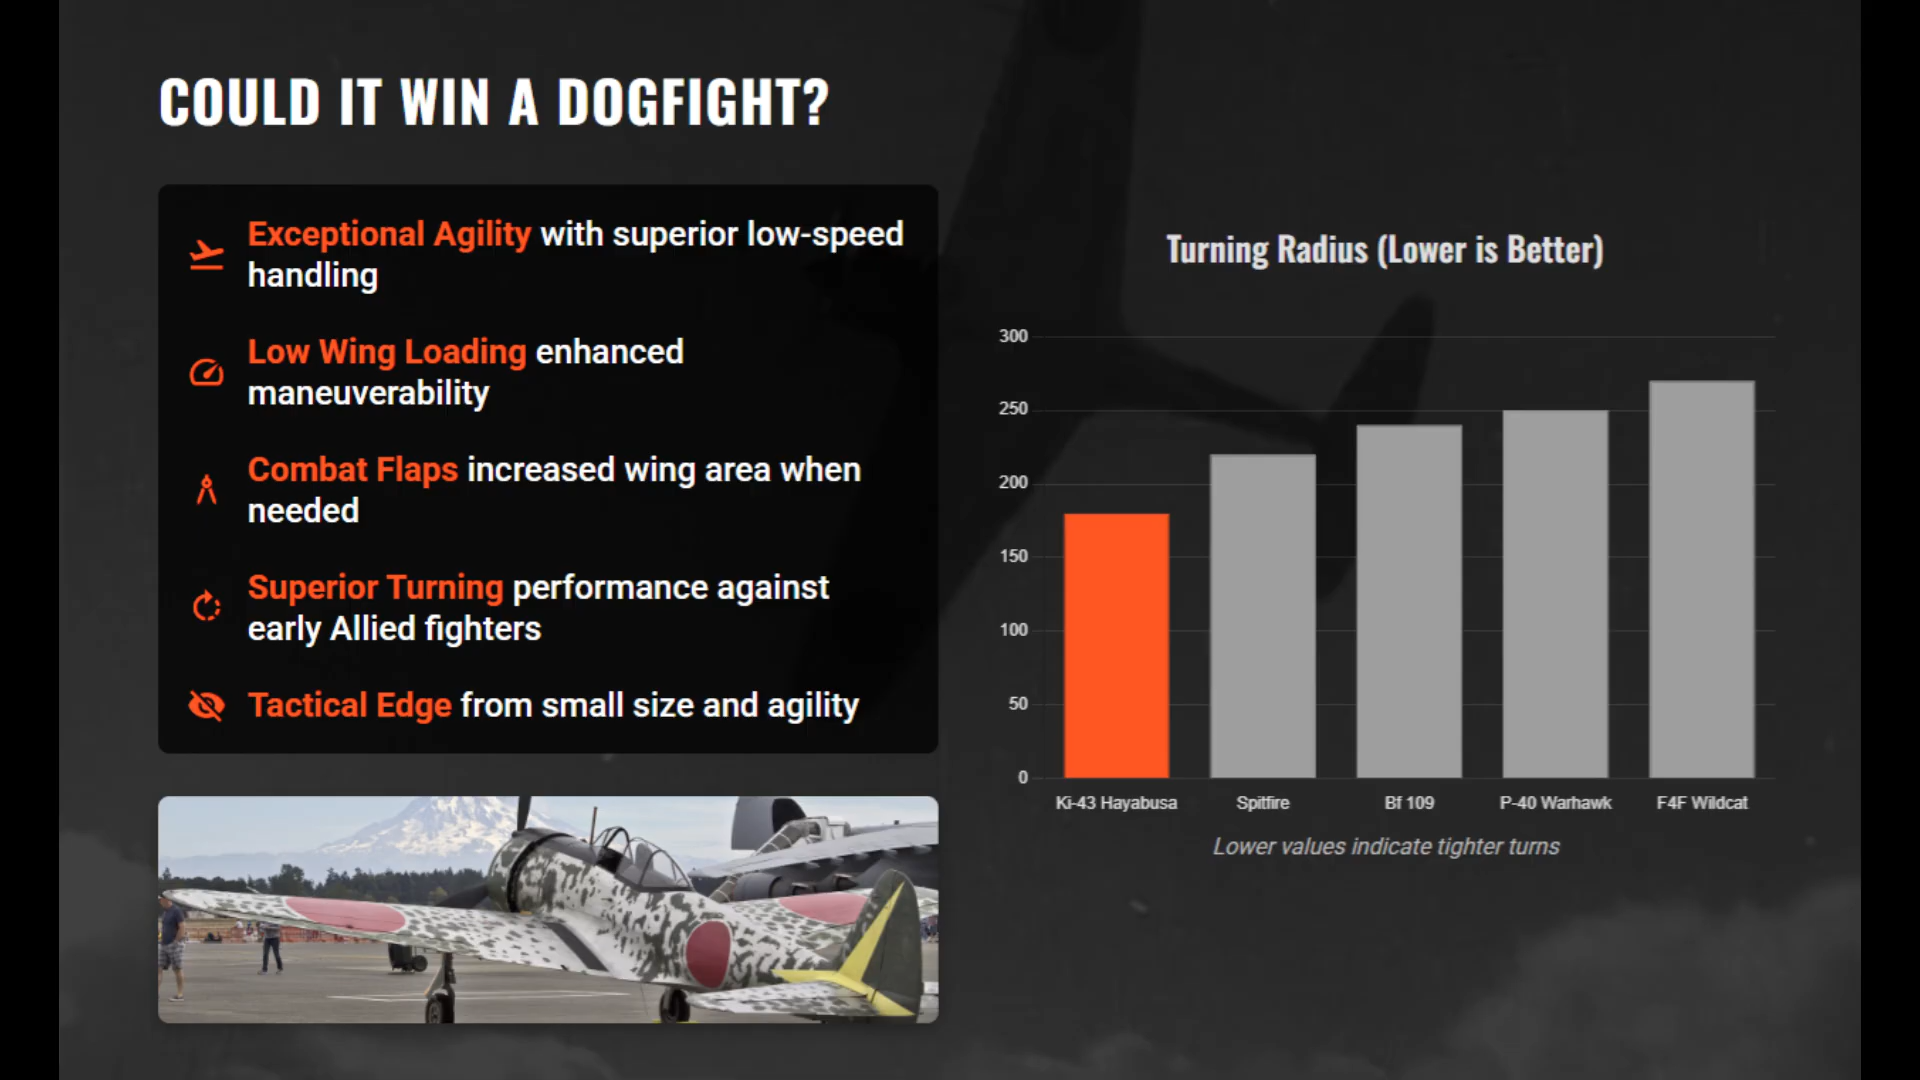 COULD IT WIN A DOGFIGHT?
Exceptional Agility with superior low-speed
handling
Low Wing Loading enhanced
maneuverability
Combat Flaps increased wing area when
needed
Superior Turning performance against
early Allied fighters
Tactical Edge from small size and agility
Turning Radius (Lower is Better)
300
250
200
150
100
50
0
Ki-43 Hayabusa
Spitfire
Bf 109
P-40 Warhawk
F4F Wildcat
Lower values indicate tighter turns